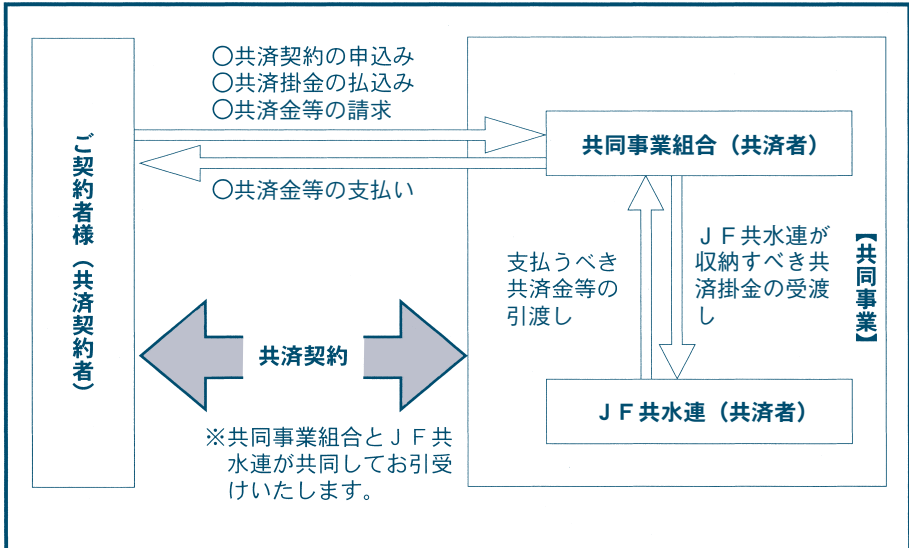 ご契約者様（共済契約者）
〇共済契約の申込み
〇共済掛金の払込み
〇共済金等の請求
〇共済金等の支払い
共済契約
※共同事業組合とＪＦ共
水連が共同してお引受
けいたします。
共同事業組合（共済者）
支払うべき
共済金等の
引渡し
ＪＦ共水連が
収納すべき共
済掛金の受渡
し
ＪＦ共水連（共済者）
【共同事業】